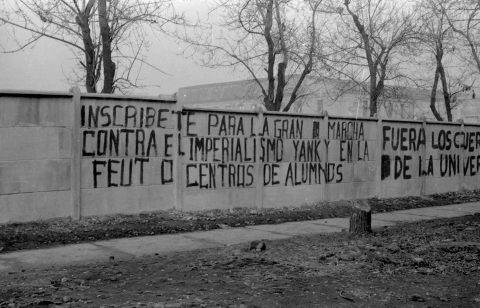 INSCRIBETE PARA LA GRAN MARCHA
CONTRA EL IMPERIALISMO YANKY EN LA
FEUT O CENTROS DE ALUMNOS
FUERA LOS
DE LA UNIVE